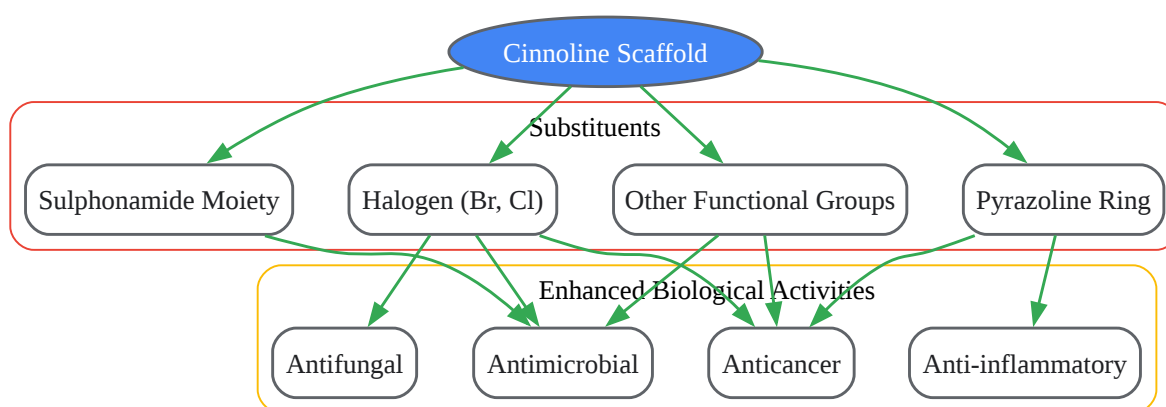 Cinnoline Scaffold
Substituents
Sulphonamide Moiety
Halogen (Br, Cl)
Other Functional Groups
Pyrazoline Ring
Enhanced Biological Activities
Antifungal
Antimicrobial
Anticancer
Anti-inflammatory